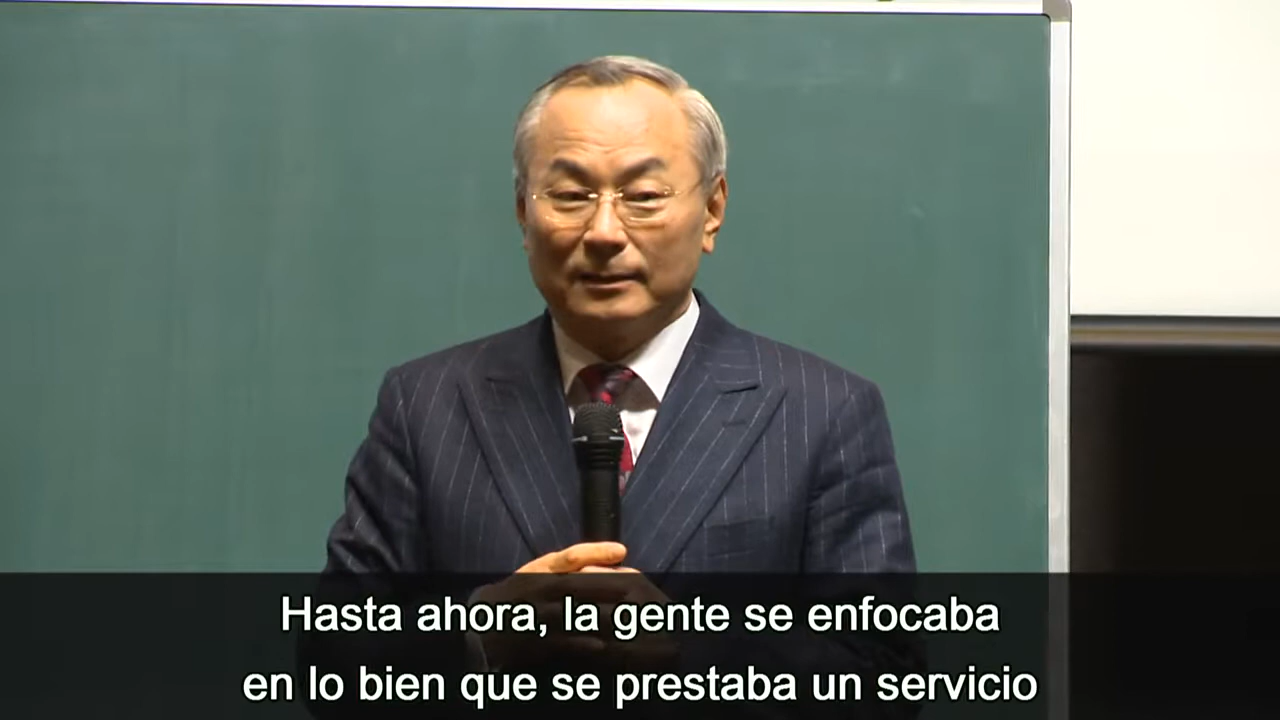 Hasta ahora, la gente se enfocaba
en lo bien que se prestaba un servicio